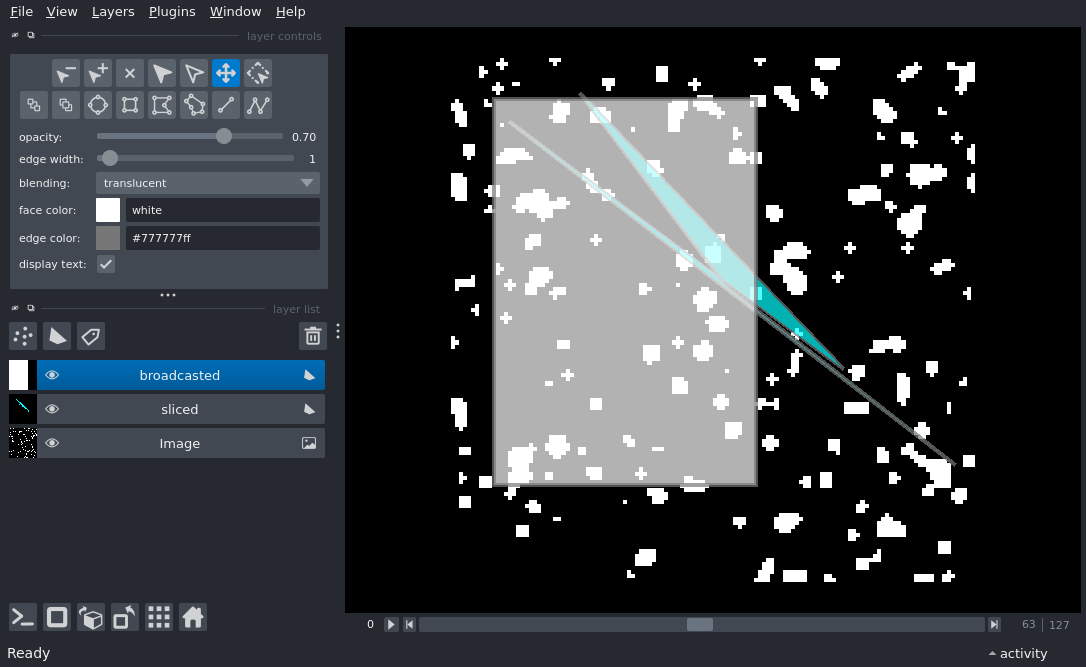 File View Layers Plugins Window Help
layer controls
opacity: 0.70
edge width: 1
blending: translucent
face color: white
edge color: #777777ff
display text:
layer list
broadcasted
sliced
Image
0 63 127
Ready activity